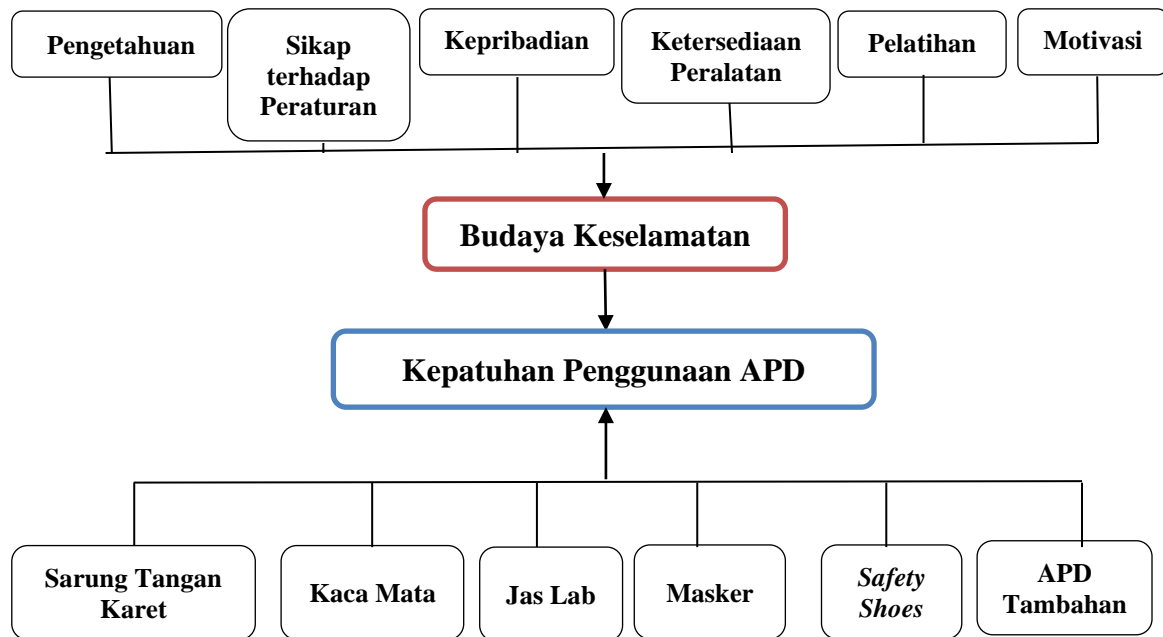 Pengetahuan
Sikap
terhadap
Peraturan
Kepribadian
Ketersediaan
Peralatan
Pelatihan
Motivasi
Budaya Keselamatan
Kepatuhan Penggunaan APD
Sarung Tangan
Karet
Kaca Mata
Jas Lab
Masker
Safety
Shoes
APD
Tambahan